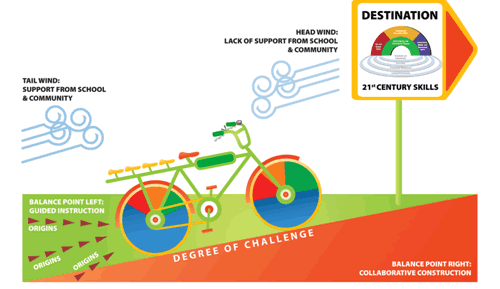 DESTINATION
21st CENTURY SKILLS
HEAD WIND:
LACK OF SUPPORT FROM SCHOOL
& COMMUNITY
TAIL WIND:
SUPPORT FROM SCHOOL
& COMMUNITY
BALANCE POINT LEFT:
GUIDED INSTRUCTION
ORIGINS
ORIGINS
ORIGINS
DEGREE OF CHALLENGE
BALANCE POINT RIGHT:
COLLABORATIVE CONSTRUCTION